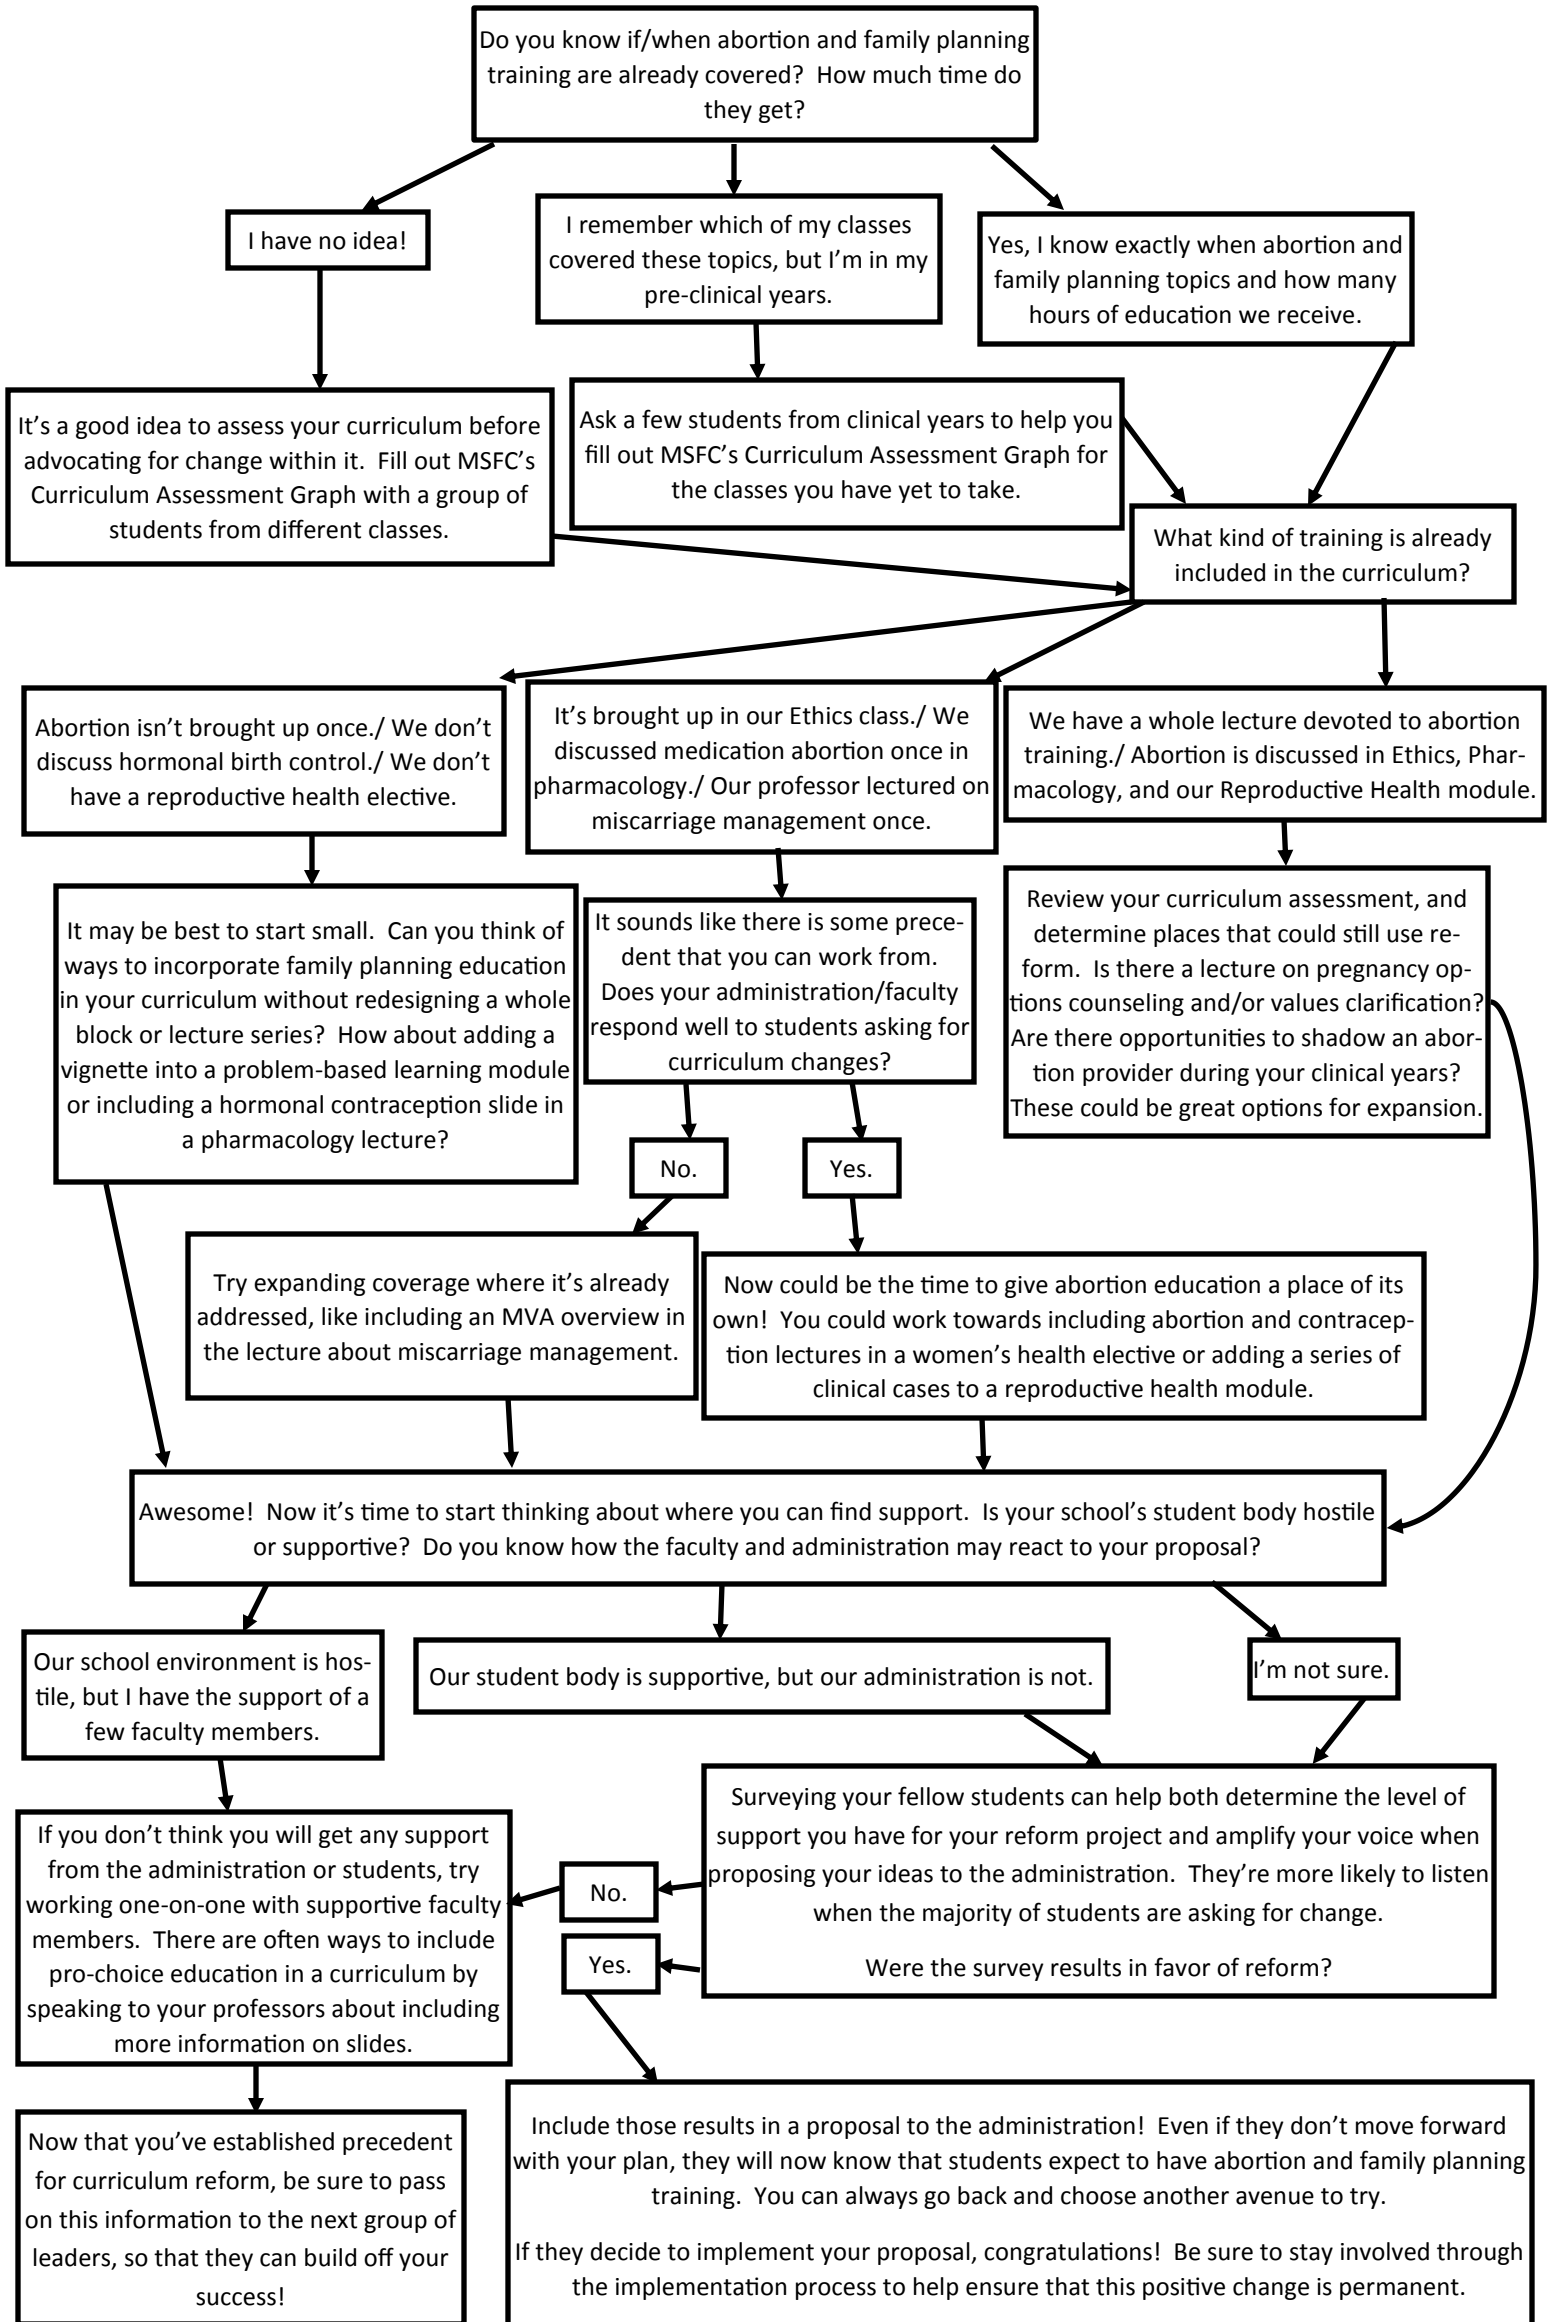 Do you know if/when abortion and family planning
training are already covered?  How much time do
they get?
I have no idea!
I remember which of my classes
covered these topics, but I’m in my
pre-clinical years.
Yes, I know exactly when abortion and
family planning topics and how many
hours of education we receive.
It’s a good idea to assess your curriculum before
advocating for change within it.  Fill out MSFC’s
Curriculum Assessment Graph with a group of
students from different classes.
Ask a few students from clinical years to help you
fill out MSFC’s Curriculum Assessment Graph for
the classes you have yet to take.
What kind of training is already
included in the curriculum?
Abortion isn’t brought up once./ We don’t
discuss hormonal birth control./ We don’t
have a reproductive health elective.
It’s brought up in our Ethics class./ We
discussed medication abortion once in
pharmacology./ Our professor lectured on
miscarriage management once.
We have a whole lecture devoted to abortion
training./ Abortion is discussed in Ethics, Phar-
macology, and our Reproductive Health module.
It may be best to start small.  Can you think of
ways to incorporate family planning education
in your curriculum without redesigning a whole
block or lecture series?  How about adding a
vignette into a problem-based learning module
or including a hormonal contraception slide in
a pharmacology lecture?
It sounds like there is some prece-
dent that you can work from.
Does your administration/faculty
respond well to students asking for
curriculum changes?
Review your curriculum assessment, and
determine places that could still use re-
form.  Is there a lecture on pregnancy op-
tions counseling and/or values clarification?
Are there opportunities to shadow an abor-
tion provider during your clinical years?
These could be great options for expansion.
No.
Yes.
Try expanding coverage where it’s already
addressed, like including an MVA overview in
the lecture about miscarriage management.
Now could be the time to give abortion education a place of its
own!  You could work towards including abortion and contracep-
tion lectures in a women’s health elective or adding a series of
clinical cases to a reproductive health module.
Awesome!  Now it’s time to start thinking about where you can find support.  Is your school’s student body hostile
or supportive?  Do you know how the faculty and administration may react to your proposal?
Our school environment is hos-
tile, but I have the support of a
few faculty members.
Our student body is supportive, but our administration is not.
I’m not sure.
If you don’t think you will get any support
from the administration or students, try
working one-on-one with supportive faculty
members.  There are often ways to include
pro-choice education in a curriculum by
speaking to your professors about including
more information on slides.
Surveying your fellow students can help both determine the level of
support you have for your reform project and amplify your voice when
proposing your ideas to the administration.  They’re more likely to listen
when the majority of students are asking for change.
Were the survey results in favor of reform?
No.
Yes.
Now that you’ve established precedent
for curriculum reform, be sure to pass
on this information to the next group of
leaders, so that they can build off your
success!
Include those results in a proposal to the administration!  Even if they don’t move forward
with your plan, they will now know that students expect to have abortion and family planning
training.  You can always go back and choose another avenue to try.
If they decide to implement your proposal, congratulations!  Be sure to stay involved through
the implementation process to help ensure that this positive change is permanent.